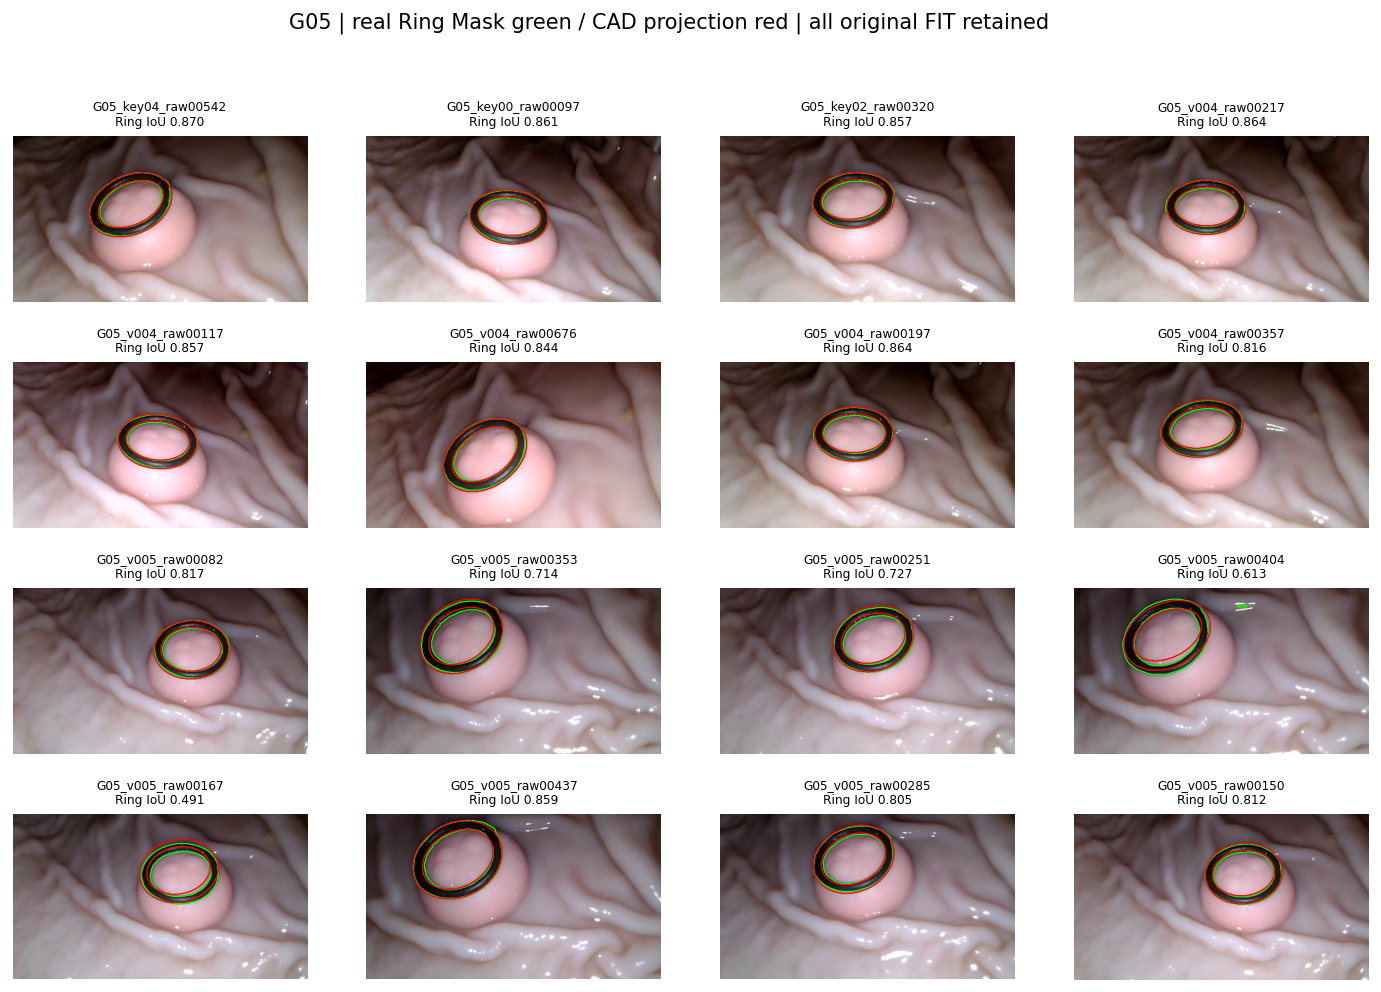 G05 | real Ring Mask green / CAD projection red | all original FIT retained
G05_key04_raw00542
Ring IoU 0.870
G05_key00_raw00097
Ring IoU 0.861
G05_key02_raw00320
Ring IoU 0.857
G05_v004_raw00217
Ring IoU 0.864
G05_v004_raw00117
Ring IoU 0.857
G05_v004_raw00676
Ring IoU 0.844
G05_v004_raw00197
Ring IoU 0.864
G05_v004_raw00357
Ring IoU 0.816
G05_v005_raw00082
Ring IoU 0.817
G05_v005_raw00353
Ring IoU 0.714
G05_v005_raw00251
Ring IoU 0.727
G05_v005_raw00404
Ring IoU 0.613
G05_v005_raw00167
Ring IoU 0.491
G05_v005_raw00437
Ring IoU 0.859
G05_v005_raw00285
Ring IoU 0.805
G05_v005_raw00150
Ring IoU 0.812